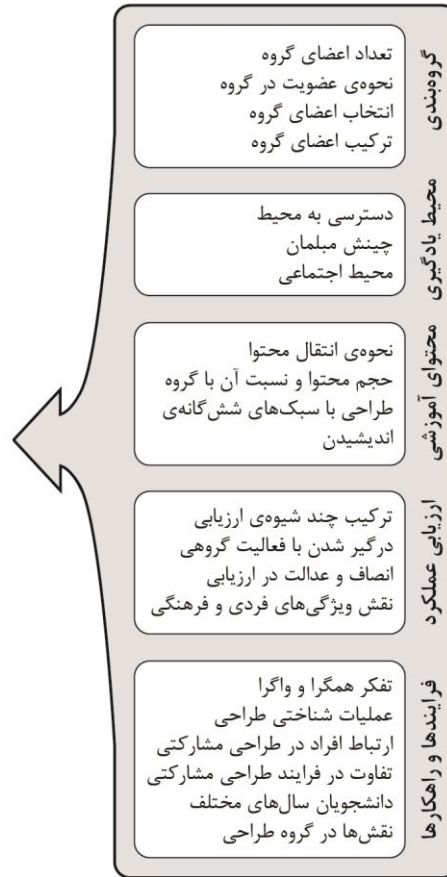 گروه‌بندی
تعداد اعضای گروه
نحوه‌ی عضویت در گروه
انتخاب اعضای گروه
ترکیب اعضای گروه
محیط یادگیری
دسترسی به محیط
چینش مبلمان
محیط اجتماعی
محتوای آموزشی
نحوه‌ی انتقال محتوا
حجم محتوا و نسبت آن با گروه
طراحی با سبک‌های شش‌گانه‌ی
اندیشیدن
ارزیابی عملکرد
ترکیب چند شیوه‌ی ارزیابی
درگیر شدن با فعالیت گروهی
انصاف و عدالت در ارزیابی
نقش ویژگی‌های فردی و فرهنگی
فرایندها و راهکارها
تفکر همگرا و واگرا
عملیات شناختی طراحی
ارتباط افراد در طراحی مشارکتی
تفاوت در فرایند طراحی مشارکتی
دانشجویان سال‌های مختلف
نقش‌ها در گروه طراحی